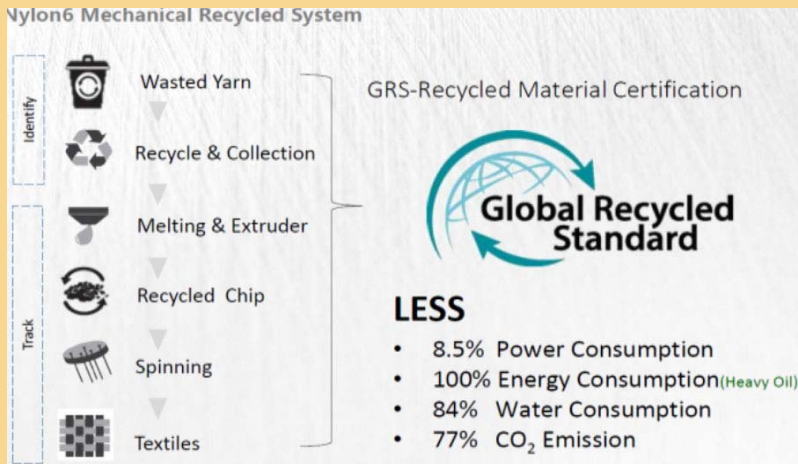 Nylon6 Mechanical Recycled System
Identify
Wasted Yarn
Recycle & Collection
Track
Melting & Extruder
Recycled Chip
Spinning
Textiles
GRS-Recycled Material Certification
Global Recycled
Standard
LESS
• 8.5% Power Consumption
• 100% Energy Consumption(Heavy Oil)
• 84% Water Consumption
• 77% CO₂ Emission